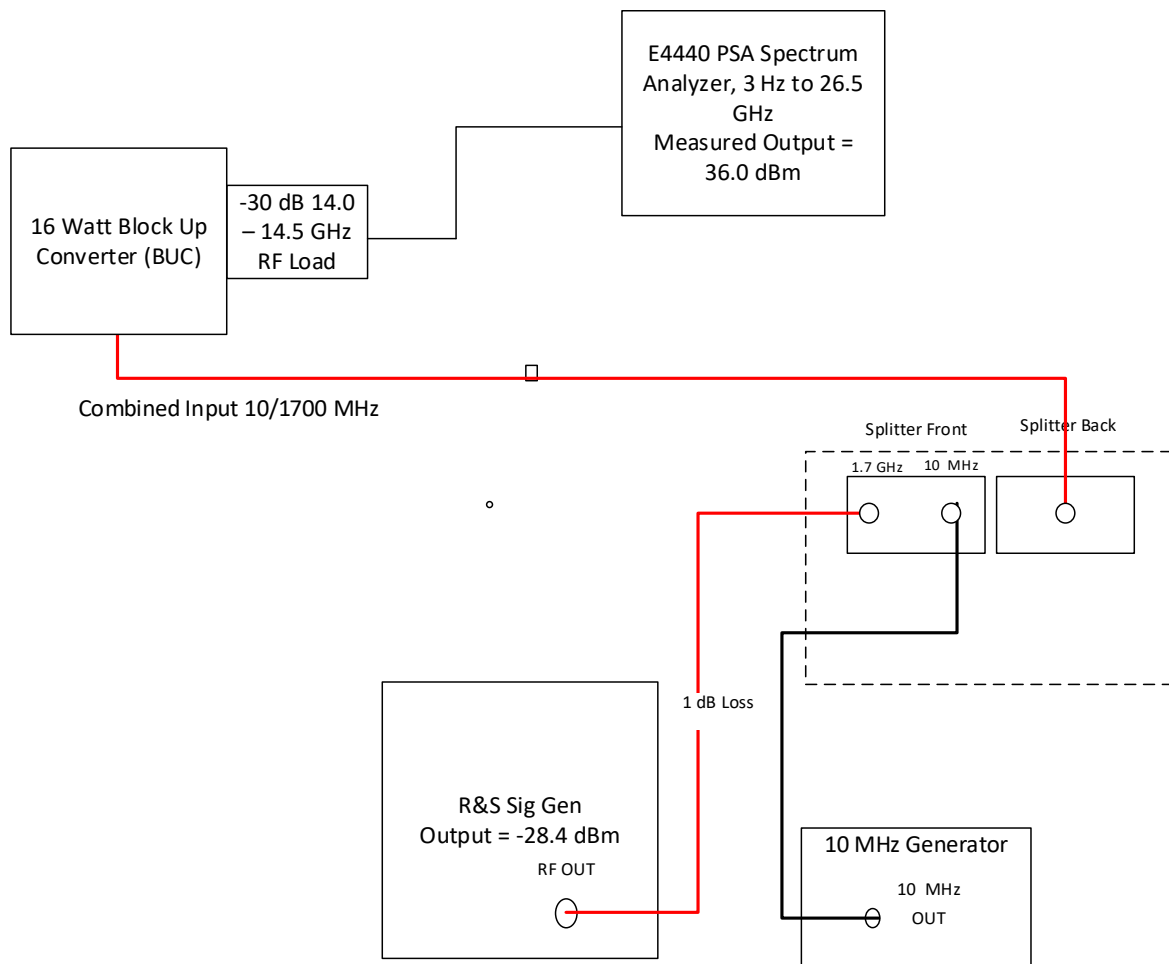 E4440 PSA Spectrum
Analyzer, 3 Hz to 26.5
GHz
Measured Output =
36.0 dBm
16 Watt Block Up
Converter (BUC)
-30 dB 14.0
– 14.5 GHz
RF Load
Combined Input 10/1700 MHz
Splitter Front
Splitter Back
1.7 GHz
10 MHz
1 dB Loss
R&S Sig Gen
Output = -28.4 dBm
RF OUT
10 MHz Generator
10 MHz
OUT